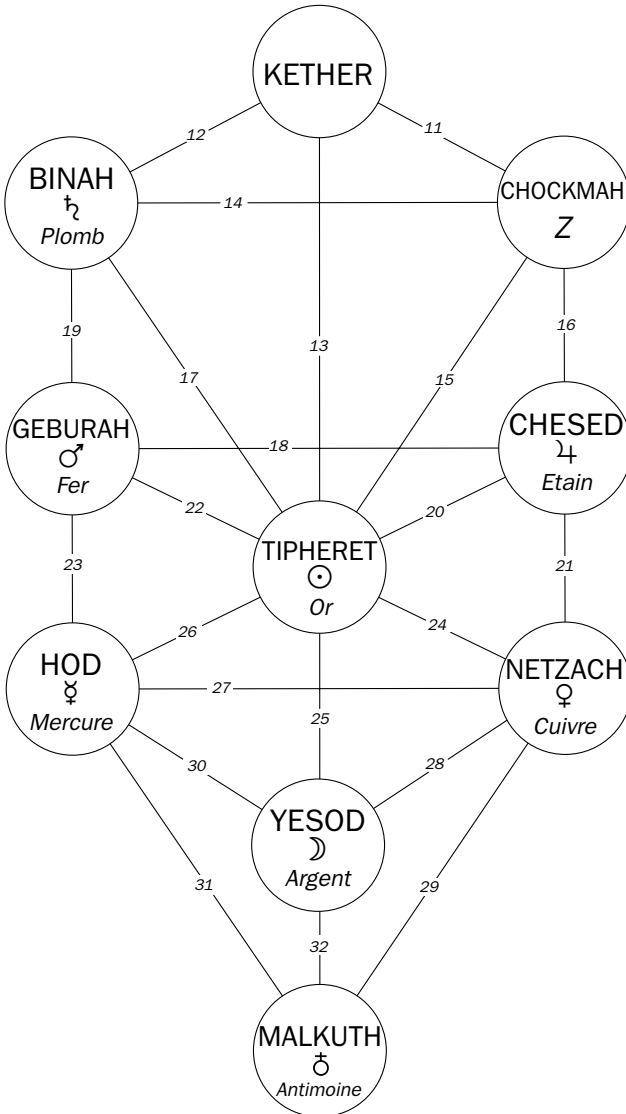 KETHER
12
11
BINAH
♄
Plomb
14
CHOCKMAH
Z
19
17
13
15
16
GEBURAH
♂
Fer
18
CHESED
♃
Etain
22
20
TIPHERET
☉
Or
23
21
26
24
HOD
☿
Mercure
27
NETZACH
♀
Cuivre
25
30
28
YESOD
☽
Argent
31
29
32
MALKUTH
♁
Antimoine